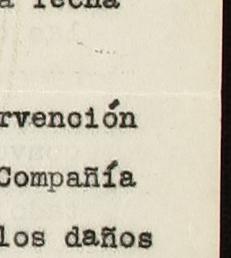 a fecha
rvención
Compañía
los daños